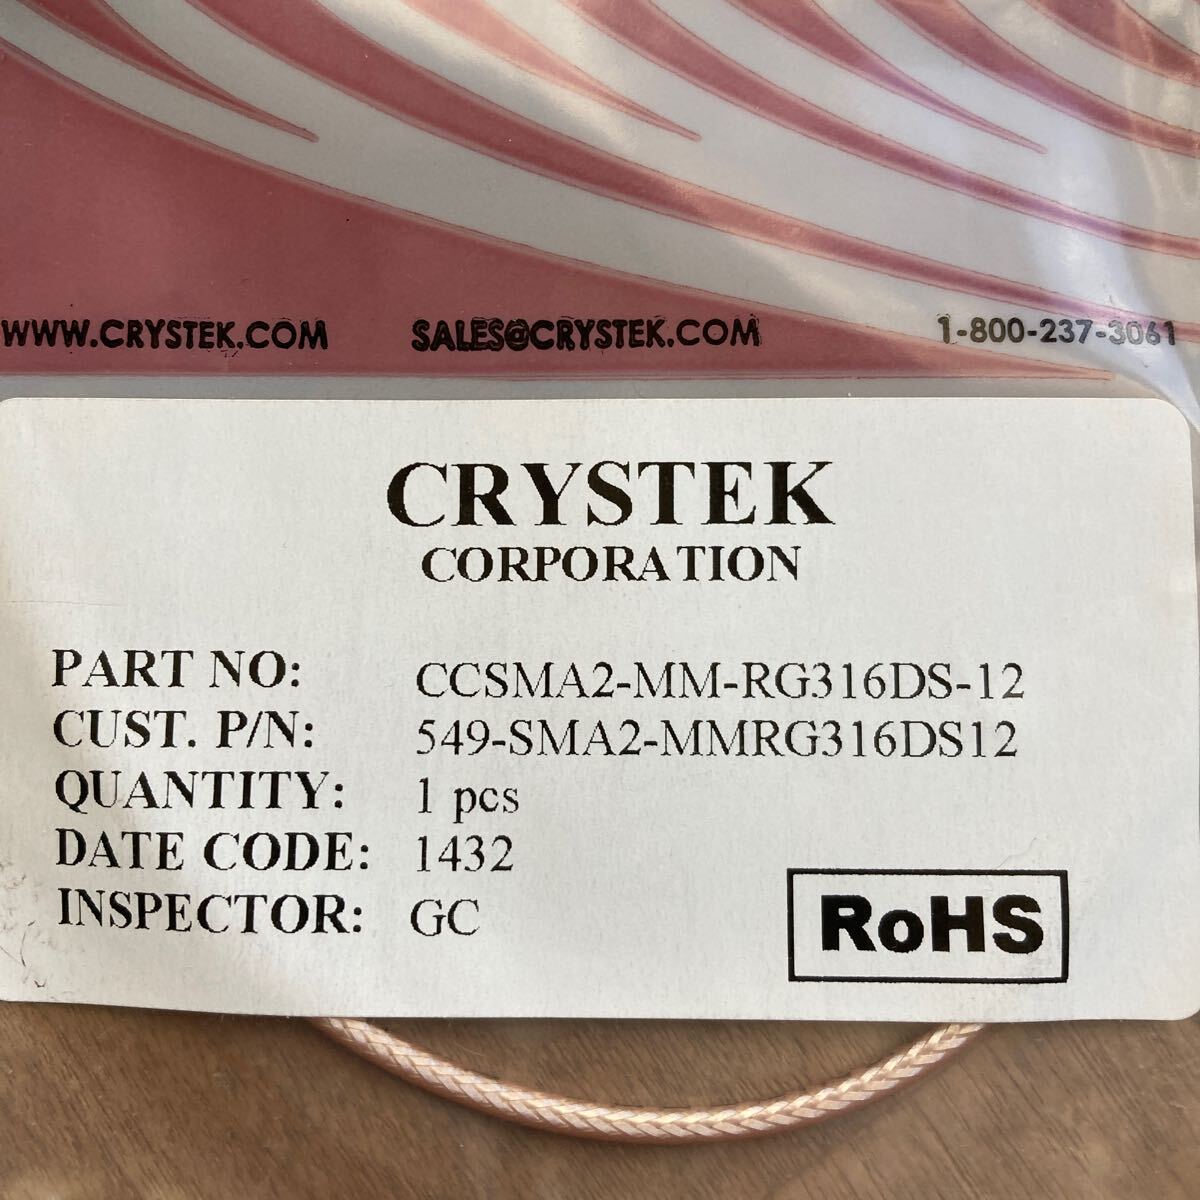 WWW.CRYSTEK.COM SALES@CRYSTEK.COM 1-800-237-3061
CRYSTEK
CORPORATION
PART NO: CCSMA2-MM-RG316DS-12
CUST. P/N: 549-SMA2-MMRG316DS12
QUANTITY: 1 pcs
DATE CODE: 1432
INSPECTOR: GC
RoHS